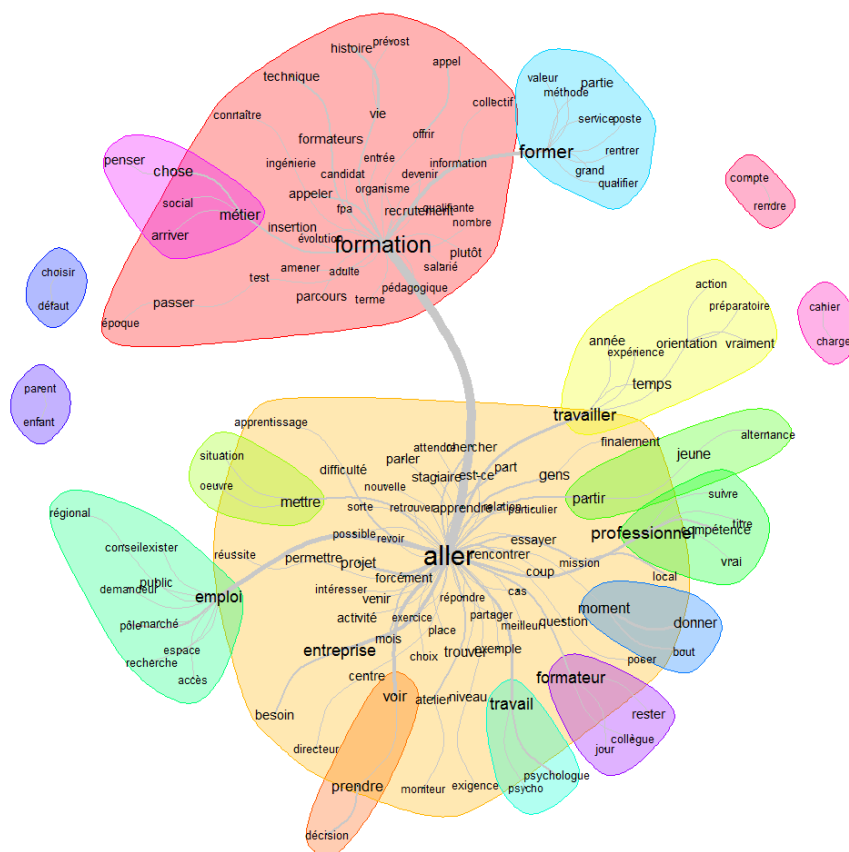 prévost
histoire
appel
technique
valeur
partie
méthode
collectif
connaître
vie
service
poste
formateurs
offrir
former
rentrer
penser
chose
ingénierie
entrée
information
grand
candidat
devenir
qualifier
compte
appeler
organisme
social
fpa
recrutement
qualifiante
rendre
métier
nombre
arriver
insertion
évolution
formation
plutôt
amener
adulte
salarié
choisir
test
pédagogique
action
parcours
terme
défaut
passer
préparatoire
cahier
époque
année
expérience
orientation
vraiment
charge
temps
parent
enfant
travailler
apprentissage
attendre
chercher
finalement
alternance
situation
parler
part
jeune
difficulté
stagiaire
est-ce
gens
oeuvre
nouvelle
mettre
partir
suivre
régional
sorte
retrouver
apprendre
relation
particulier
titre
possible
revoir
professionnel
compétence
conseil
exister
essayer
réussite
permettre
aller
rencontrer
vrai
projet
mission
public
forcément
coup
local
demandeur
emploi
intéresser
venir
répondre
cas
moment
pôle
marché
activité
exercice
partager
meilleur
question
donner
place
mois
espace
entreprise
choix
trouver
exemple
poser
bout
recherche
accès
centre
formateur
voir
atelier
niveau
travail
besoin
rester
directeur
jour
collègue
prendre
moniteur
exigence
psychologue
psycho
décision